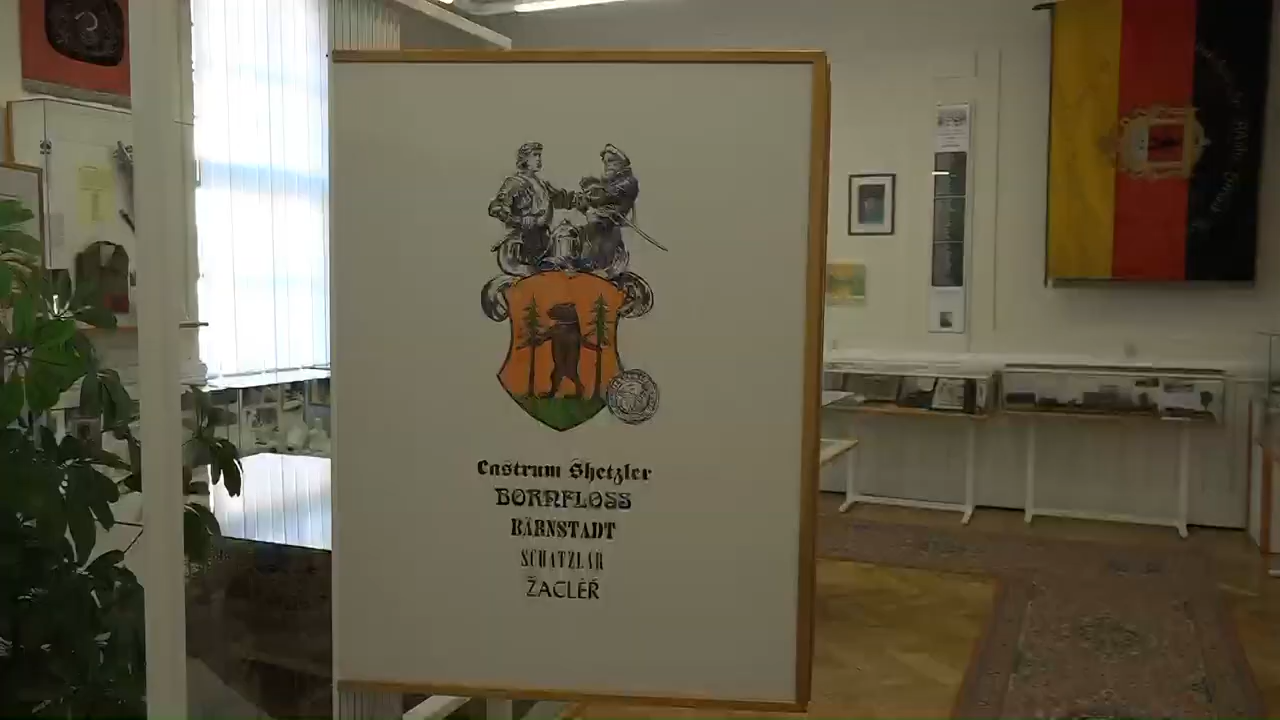 Castrum Shetzler
BORNFLOSS
BÄRNSTADT
SCHATZLAR
ŽACLÉŘ